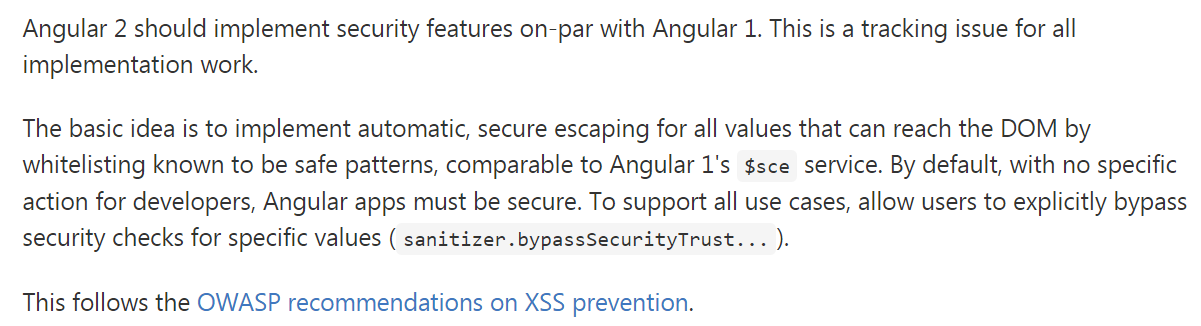 Angular 2 should implement security features on-par with Angular 1. This is a tracking issue for all
implementation work.
The basic idea is to implement automatic, secure escaping for all values that can reach the DOM by
whitelisting known to be safe patterns, comparable to Angular 1's $sce service. By default, with no specific
action for developers, Angular apps must be secure. To support all use cases, allow users to explicitly bypass
security checks for specific values ( sanitizer.bypassSecurityTrust... ).
This follows the OWASP recommendations on XSS prevention.